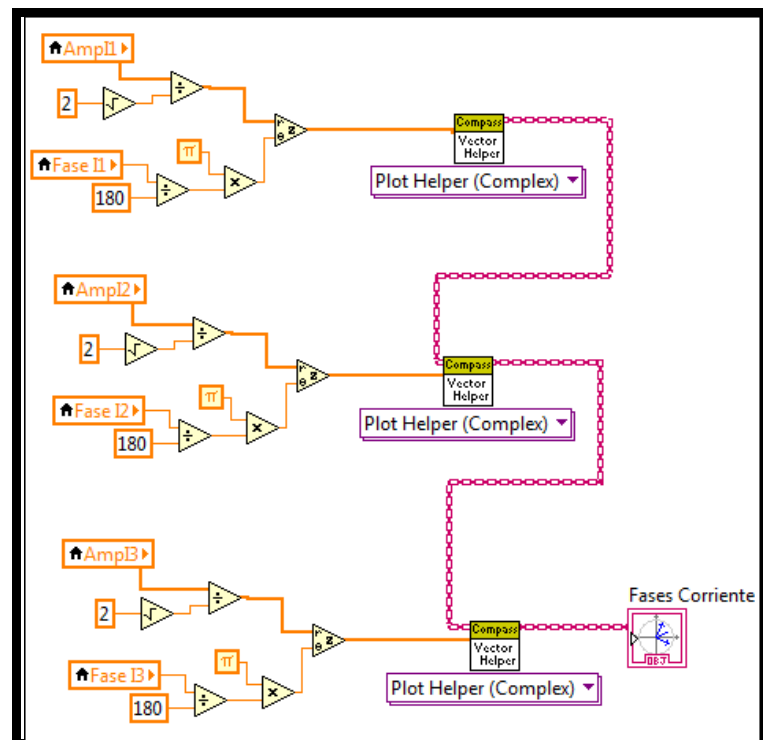 AmpI1
÷
2
√
r
θ z
Compass
Vector
Helper
π
Plot Helper (Complex)
Fase I1
×
÷
180
AmpI2
÷
2
√
r
θ z
Compass
Vector
Helper
π
Plot Helper (Complex)
Fase I2
×
÷
180
AmpI3
÷
2
√
r
θ z
Fases Corriente
Compass
Vector
Helper
OBJ
π
Plot Helper (Complex)
Fase I3
×
÷
180